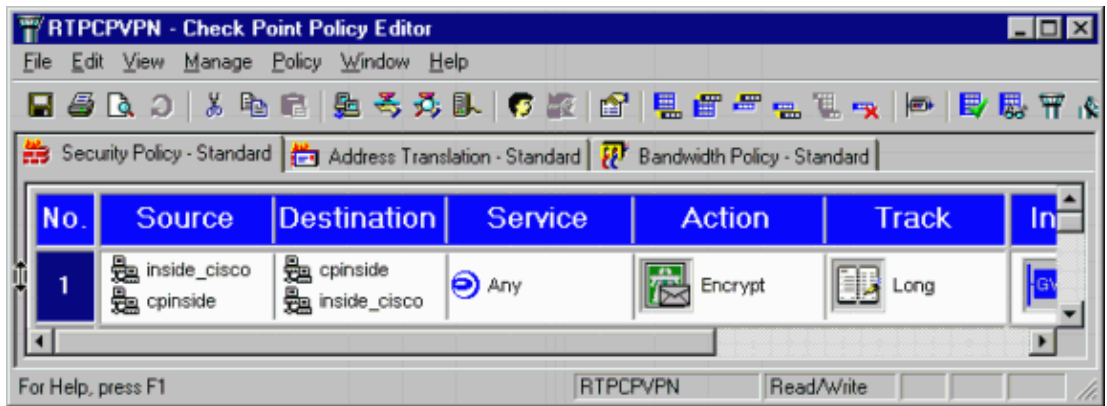 RTPCPVPN - Check Point Policy Editor
File Edit View Manage Policy Window Help
Security Policy - Standard Address Translation - Standard Bandwidth Policy - Standard
No. Source Destination Service Action Track In
1 inside_cisco cpinside Any Encrypt Long GV
cpinside inside_cisco
For Help, press F1 RTPCPVPN Read/Write